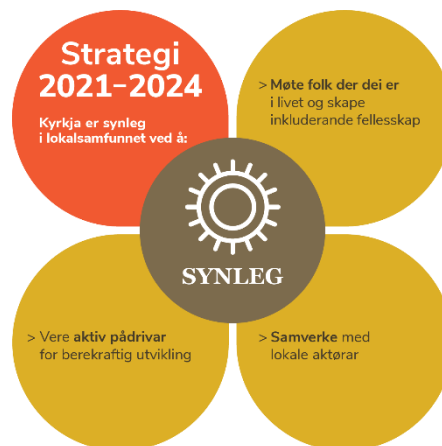 Strategi
2021–2024
Kyrkja er synleg
i lokalsamfunnet ved å:
> Møte folk der dei er
i livet og skape
inkluderande fellesskap
SYNLEG
> Vere aktiv pådrivar
for berekraftig utvikling
> Samverke med
lokale aktørar